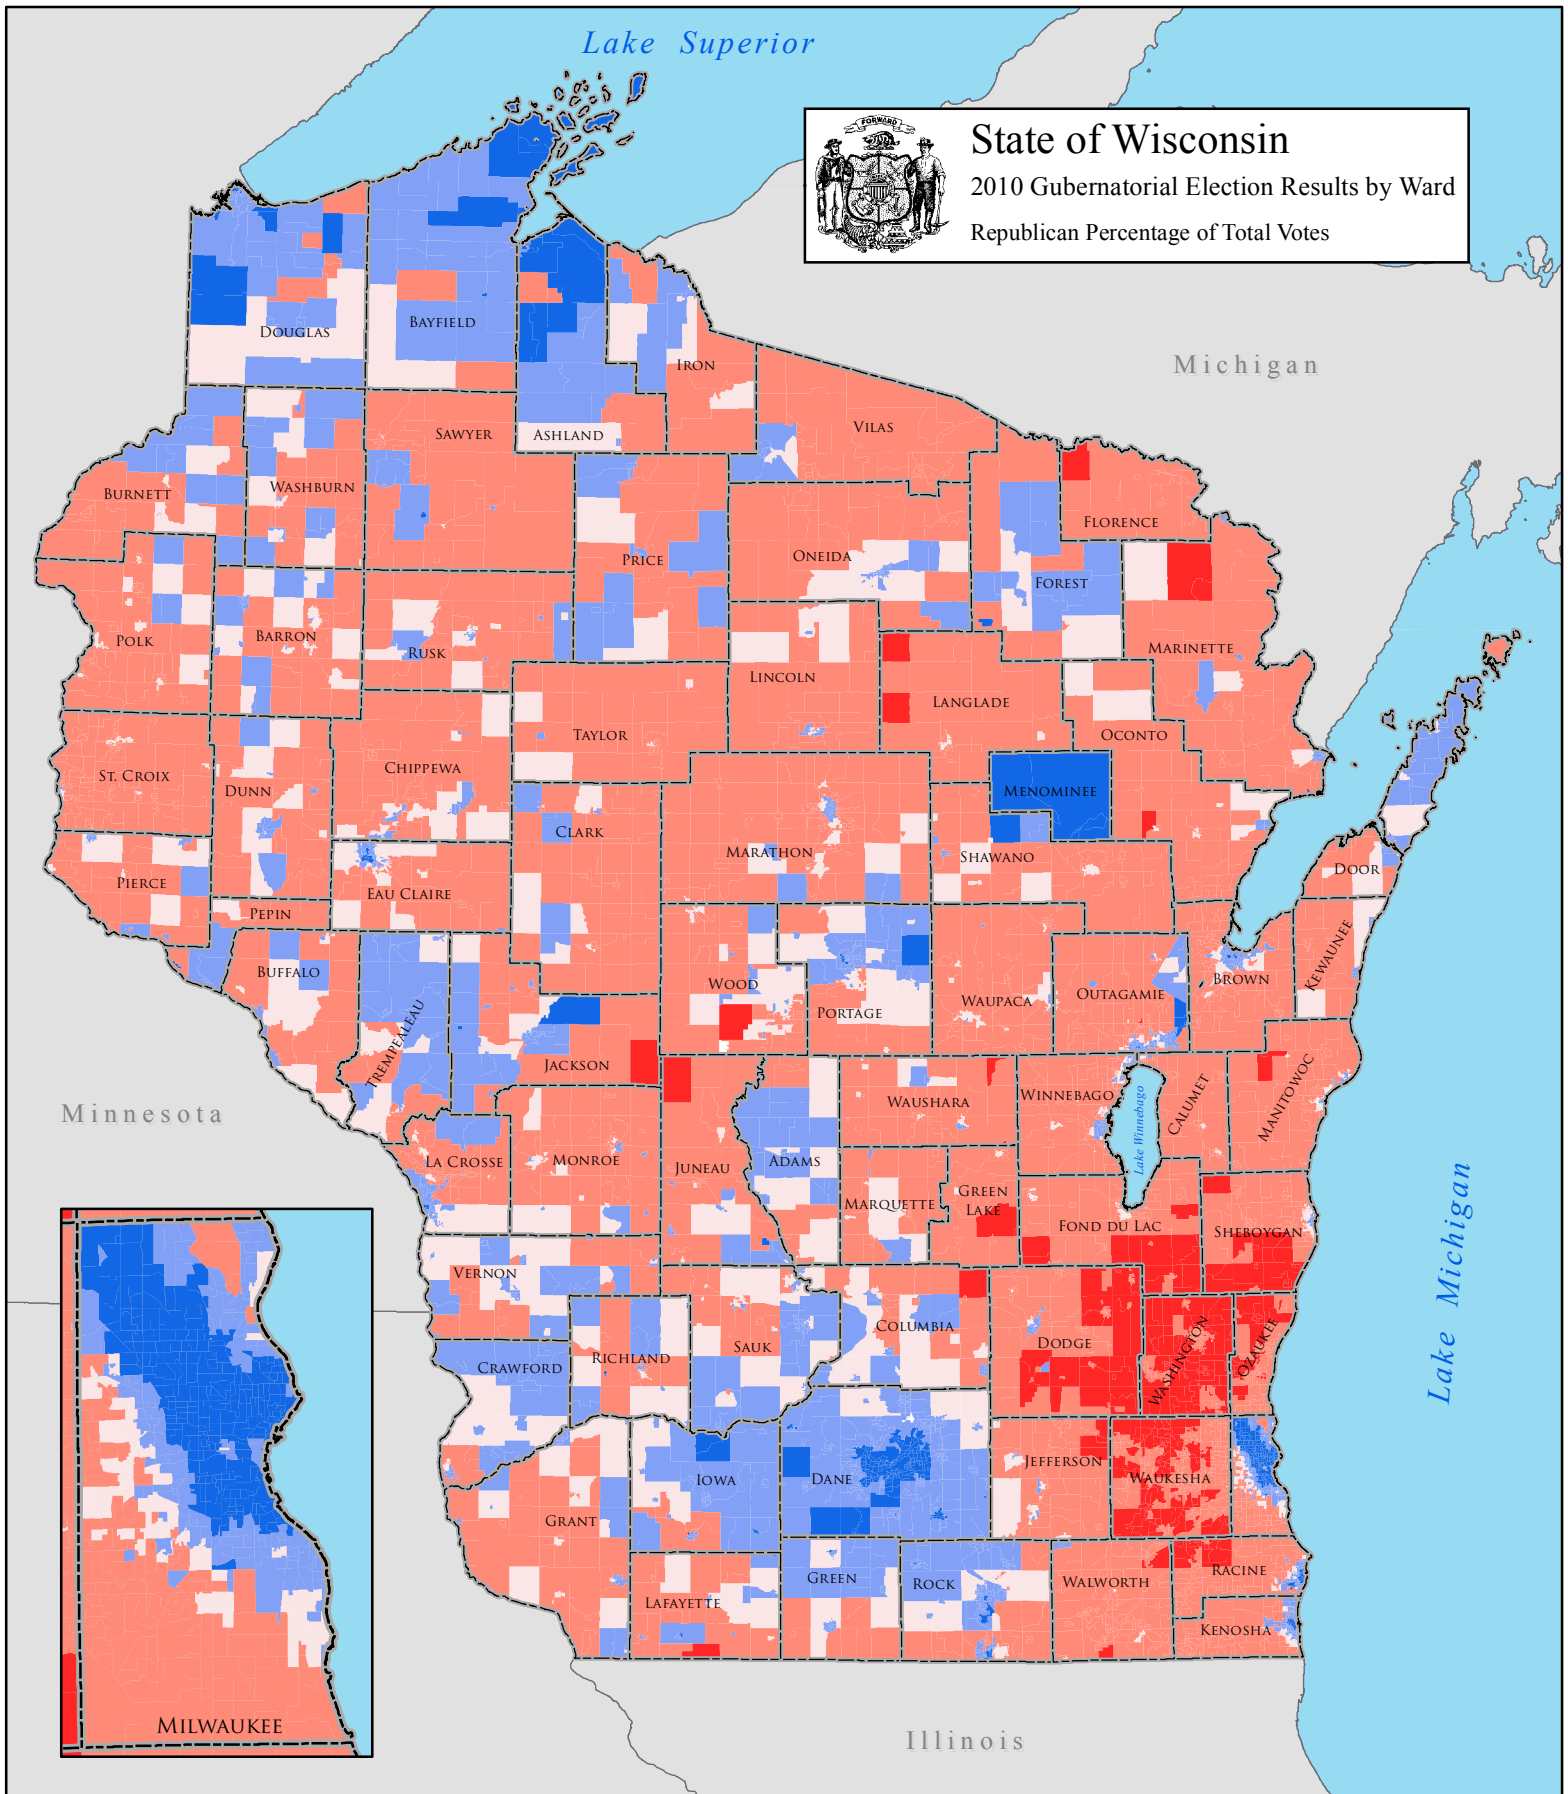 Lake Superior
FORWARD
State of Wisconsin
2010 Gubernatorial Election Results by Ward
Republican Percentage of Total Votes
DOUGLAS
BAYFIELD
IRON
Michigan
SAWYER
ASHLAND
VILAS
BURNETT
WASHBURN
FLORENCE
PRICE
ONEIDA
FOREST
POLK
BARRON
RUSK
MARINETTE
LINCOLN
LANGLADE
TAYLOR
OCONTO
ST. CROIX
CHIPPEWA
DUNN
MENOMINEE
CLARK
MARATHON
SHAWANO
DOOR
PIERCE
EAU CLAIRE
PEPIN
BUFFALO
WOOD
WAUPACA
OUTAGAMIE
BROWN
KEWAUNEE
PORTAGE
TREMPEALEAU
JACKSON
Minnesota
WAUSHARA
WINNEBAGO
CALUMET
MANITOWOC
Lake Winnebago
LA CROSSE
MONROE
JUNEAU
ADAMS
MARQUETTE
GREEN
LAKE
FOND DU LAC
SHEBOYGAN
Lake Michigan
VERNON
COLUMBIA
DODGE
WASHINGTON
OZAUKEE
CRAWFORD
RICHLAND
SAUK
IOWA
DANE
JEFFERSON
WAUKESHA
GRANT
GREEN
ROCK
WALWORTH
RACINE
LAFAYETTE
KENOSHA
MILWAUKEE
Illinois